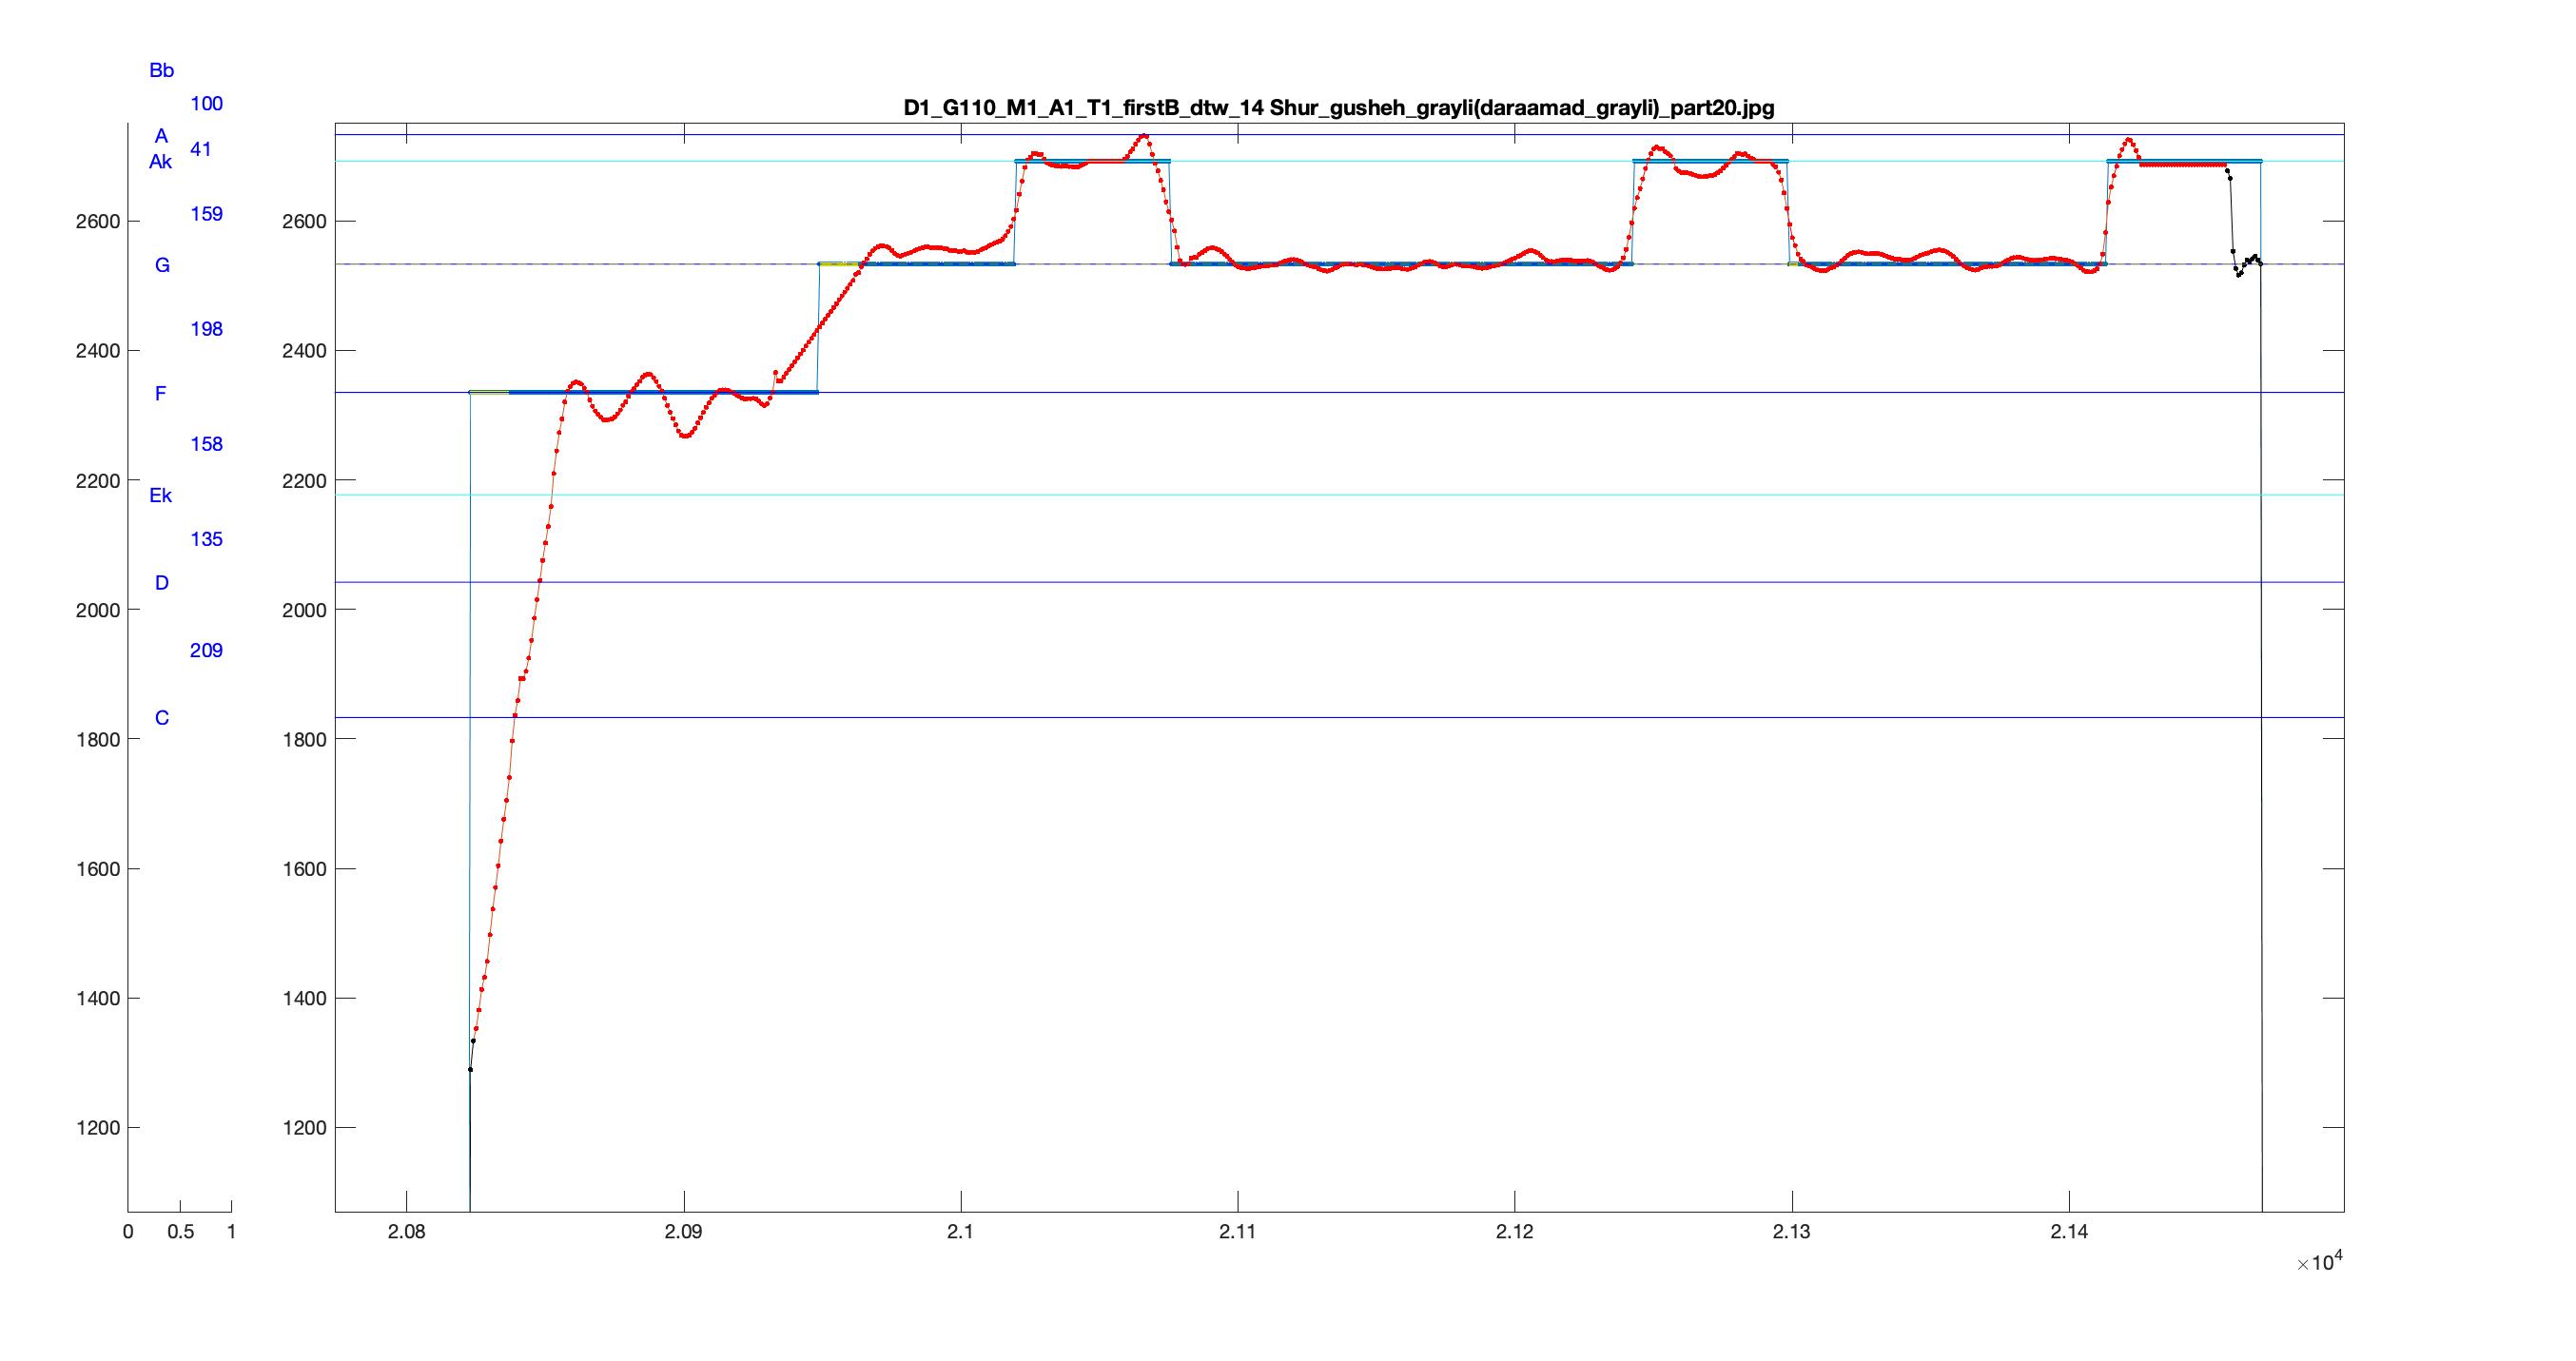 D1_G110_M1_A1_T1_firstB_dtw_14 Shur_gusheh_grayli(daraamad_grayli)_part20.jpg
Bb
100
A
41
Ak
159
G
198
F
158
Ek
135
D
209
C
2600
2400
2200
2000
1800
1600
1400
1200
0 0.5 1
2600
2400
2200
2000
1800
1600
1400
1200
2.08 2.09 2.1 2.11 2.12 2.13 2.14
×10⁴